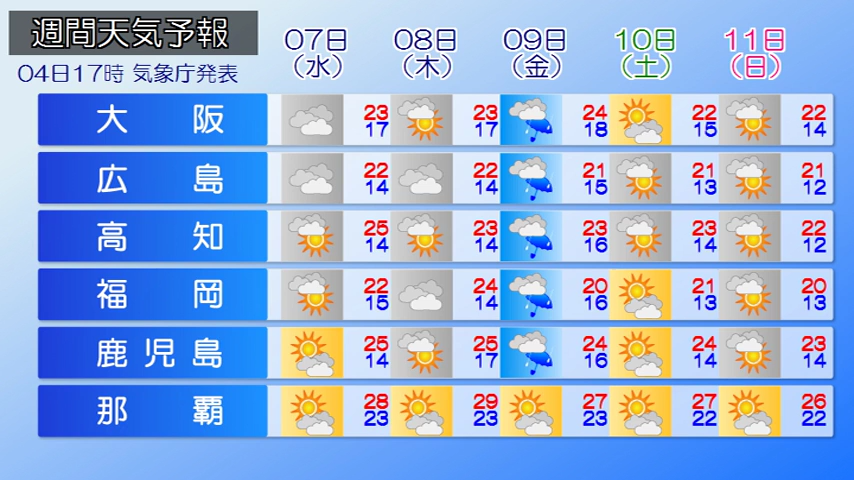 週間天気予報
04日17時 気象庁発表
07日 08日 09日 10日 11日
(水) (木) (金) (土) (日)
大阪 23 23 24 22 22
17 17 18 15 14
広島 22 22 21 21 21
14 14 15 13 12
高知 25 23 23 23 22
14 14 16 14 12
福岡 22 24 20 21 20
15 14 16 13 13
鹿児島 25 25 24 24 23
14 17 16 14 14
那覇 28 29 27 27 26
23 23 23 22 22